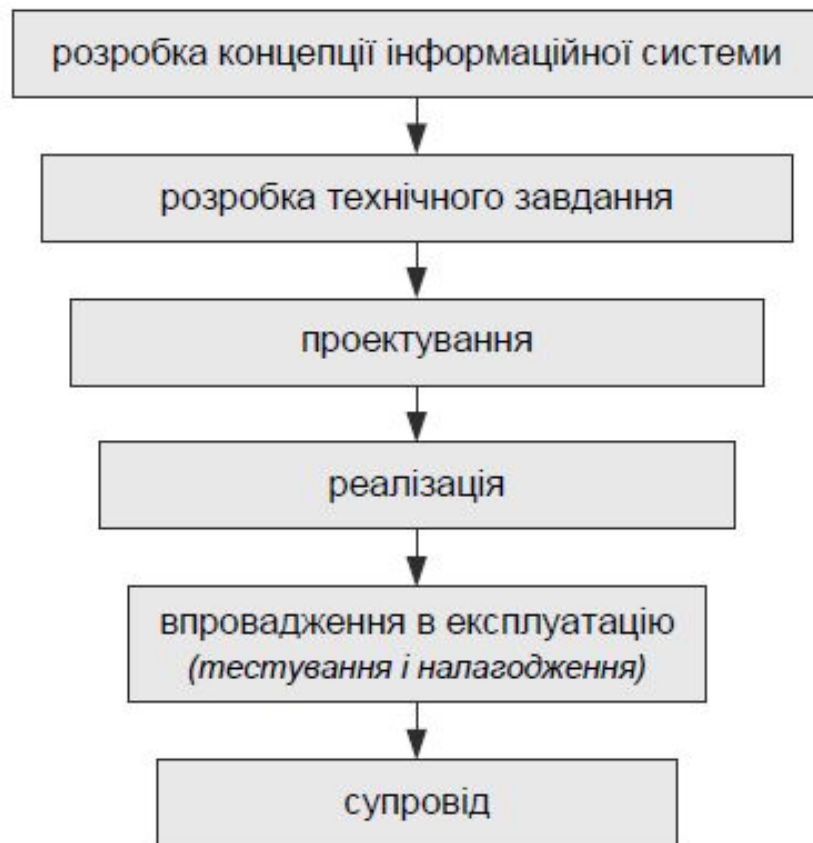 розробка концепції інформаційної системи
розробка технічного завдання
проектування
реалізація
впровадження в експлуатацію
(тестування і налагодження)
супровід